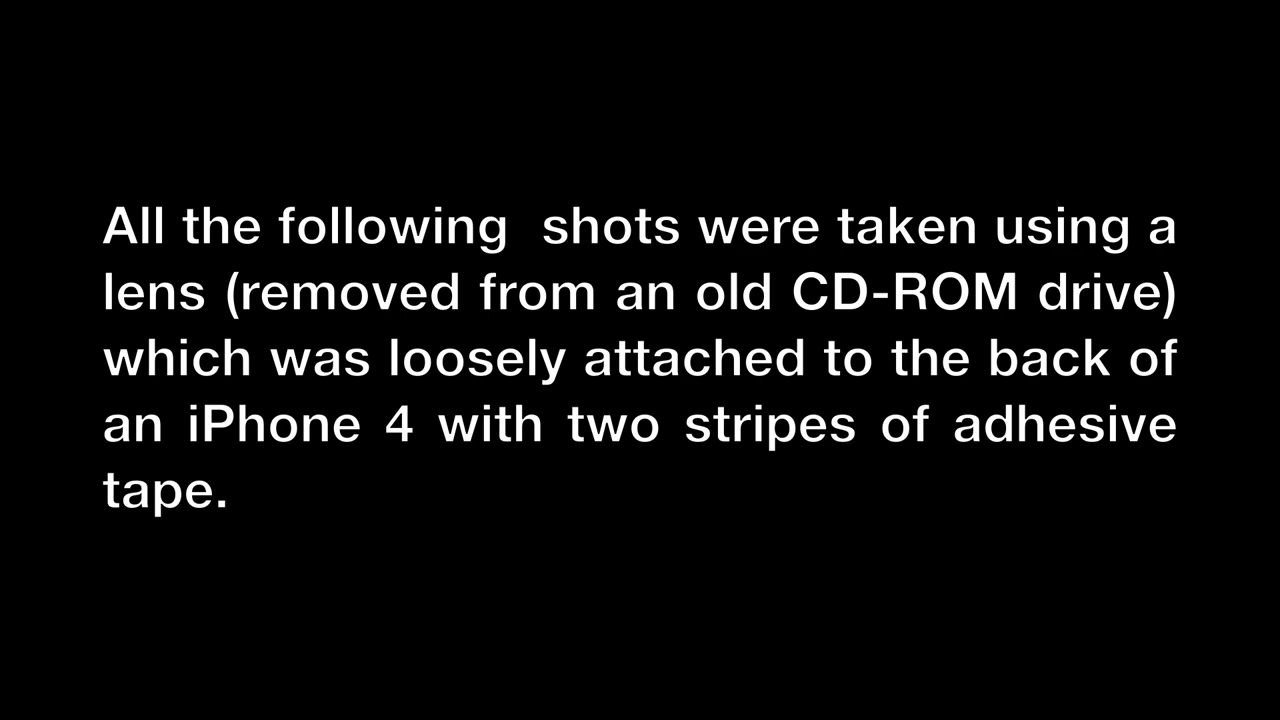 All the following  shots were taken using a
lens (removed from an old CD-ROM drive)
which was loosely attached to the back of
an iPhone 4 with two stripes of adhesive
tape.